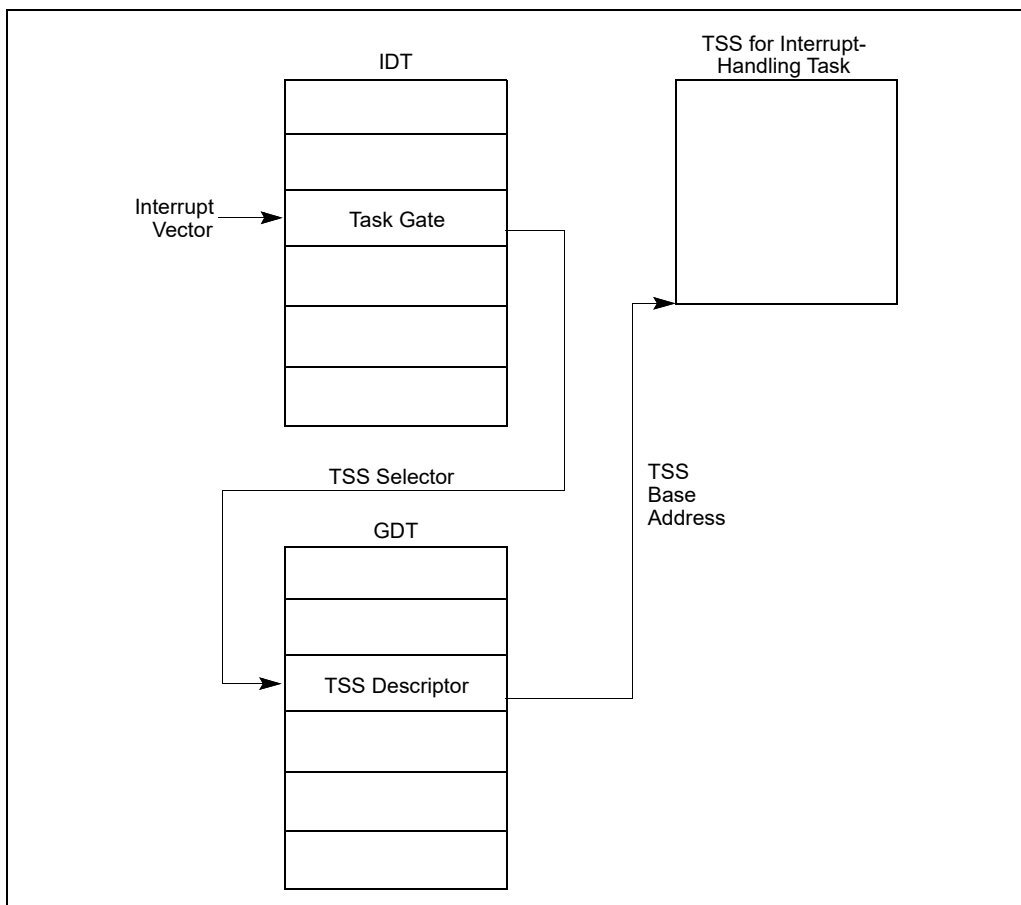 IDT
TSS for Interrupt-
Handling Task
Interrupt
Vector
Task Gate
TSS Selector
TSS
Base
Address
GDT
TSS Descriptor